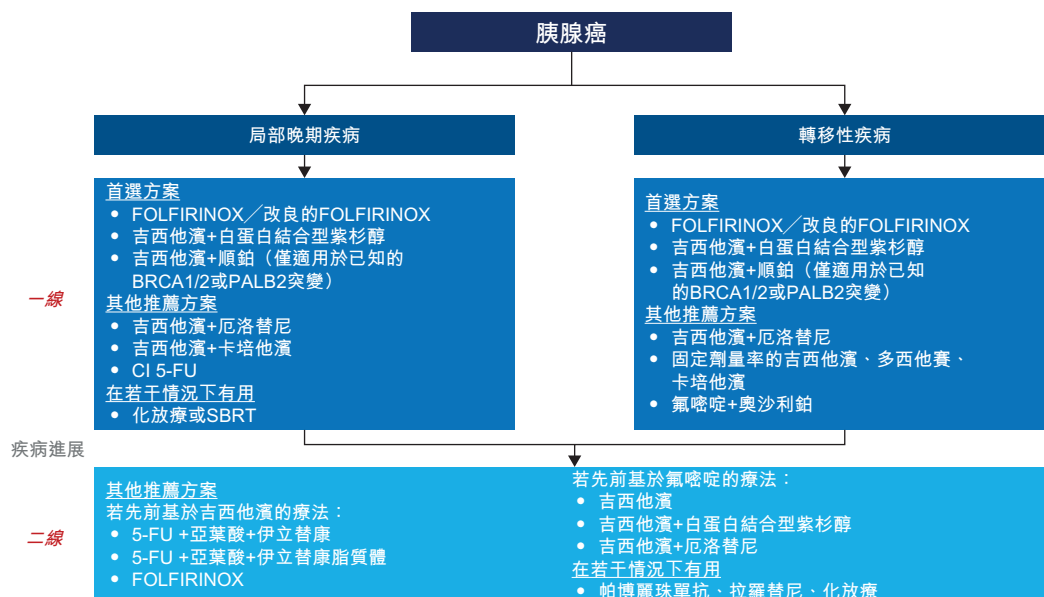 胰腺癌
局部晚期疾病
轉移性疾病
一線
首選方案
• FOLFIRINOX／改良的FOLFIRINOX
• 吉西他濱+白蛋白結合型紫杉醇
• 吉西他濱+順鉑（僅適用於已知的
BRCA1/2或PALB2突變）
其他推薦方案
• 吉西他濱+厄洛替尼
• 吉西他濱+卡培他濱
• CI 5-FU
在若干情況下有用
• 化放療或SBRT
首選方案
• FOLFIRINOX／改良的FOLFIRINOX
• 吉西他濱+白蛋白結合型紫杉醇
• 吉西他濱+順鉑（僅適用於已知
的BRCA1/2或PALB2突變）
其他推薦方案
• 吉西他濱+厄洛替尼
• 固定劑量率的吉西他濱、多西他賽、
卡培他濱
• 氟嘧啶+奧沙利鉑
疾病進展
二線
其他推薦方案
若先前基於吉西他濱的療法：
• 5-FU +亞葉酸+伊立替康
• 5-FU +亞葉酸+伊立替康脂質體
• FOLFIRINOX
若先前基於氟嘧啶的療法：
• 吉西他濱
• 吉西他濱+白蛋白結合型紫杉醇
• 吉西他濱+厄洛替尼
在若干情況下有用
• 帕博麗珠單抗、拉羅替尼、化放療